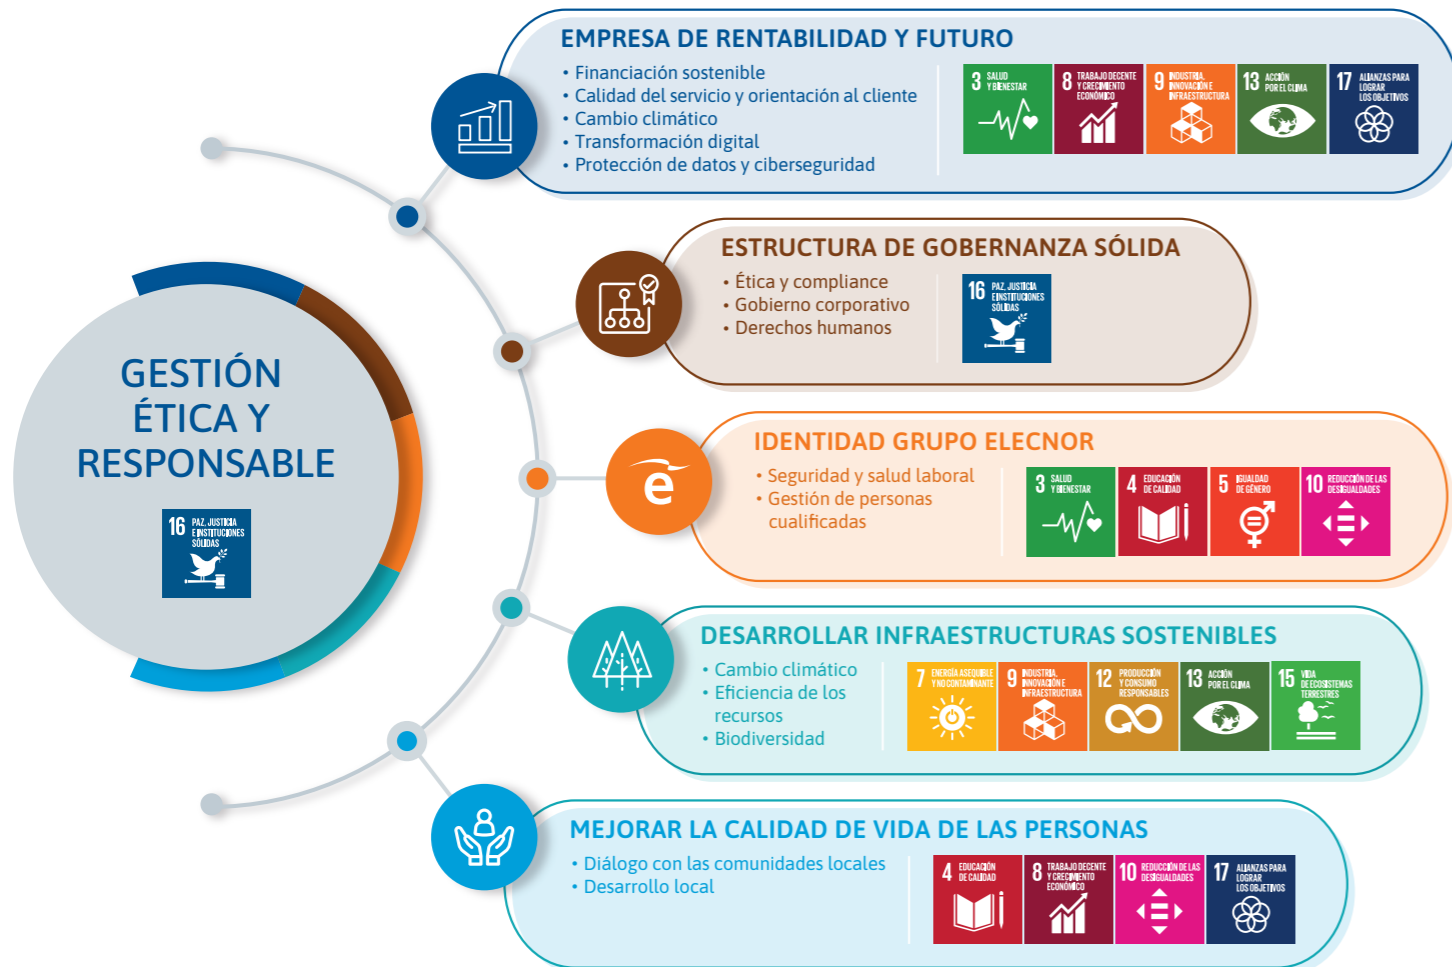 EMPRESA DE RENTABILIDAD Y FUTURO
• Financiación sostenible
• Calidad del servicio y orientación al cliente
• Cambio climático
• Transformación digital
• Protección de datos y ciberseguridad
3 SALUD
Y BIENESTAR
8 TRABAJO DECENTE
Y CRECIMIENTO
ECONÓMICO
9 INDUSTRIA,
INNOVACIÓN E
INFRAESTRUCTURA
13 ACCIÓN
POR EL CLIMA
17 ALIANZAS PARA
LOGRAR
LOS OBJETIVOS
ESTRUCTURA DE GOBERNANZA SÓLIDA
• Ética y compliance
• Gobierno corporativo
• Derechos humanos
16 PAZ, JUSTICIA
E INSTITUCIONES
SÓLIDAS
GESTIÓN
ÉTICA Y
RESPONSABLE
16 PAZ, JUSTICIA
E INSTITUCIONES
SÓLIDAS
e
IDENTIDAD GRUPO ELECNOR
• Seguridad y salud laboral
• Gestión de personas
cualificadas
3 SALUD
Y BIENESTAR
4 EDUCACIÓN
DE CALIDAD
5 IGUALDAD
DE GÉNERO
10 REDUCCIÓN DE LAS
DESIGUALDADES
DESARROLLAR INFRAESTRUCTURAS SOSTENIBLES
• Cambio climático
• Eficiencia de los
recursos
• Biodiversidad
7 ENERGÍA ASEQUIBLE
Y NO CONTAMINANTE
9 INDUSTRIA,
INNOVACIÓN E
INFRAESTRUCTURA
12 PRODUCCIÓN
Y CONSUMO
RESPONSABLES
13 ACCIÓN
POR EL CLIMA
15 VIDA
DE ECOSISTEMAS
TERRESTRES
MEJORAR LA CALIDAD DE VIDA DE LAS PERSONAS
• Diálogo con las comunidades locales
• Desarrollo local
4 EDUCACIÓN
DE CALIDAD
8 TRABAJO DECENTE
Y CRECIMIENTO
ECONÓMICO
10 REDUCCIÓN DE LAS
DESIGUALDADES
17 ALIANZAS PARA
LOGRAR
LOS OBJETIVOS